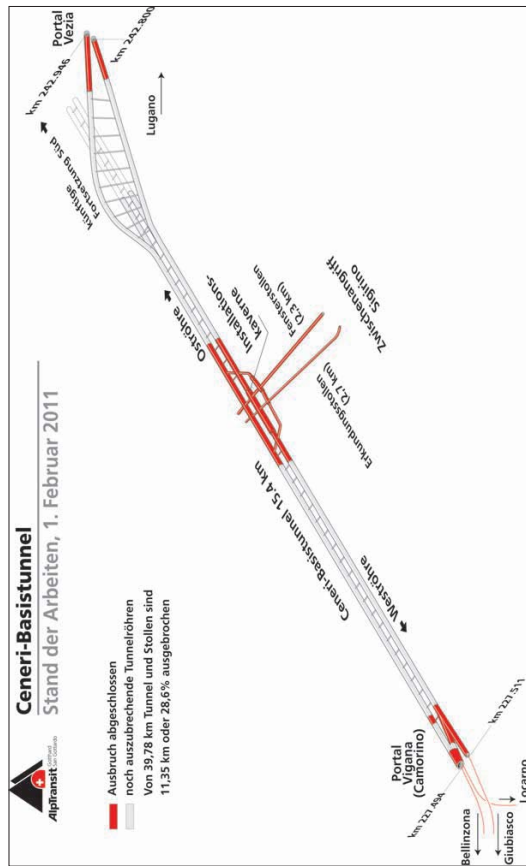 AlpTransit
Gotthard
San Gottardo
Ceneri-Basistunnel
Stand der Arbeiten, 1. Februar 2011
Ausbruch abgeschlossen
noch auszubrechende Tunnelröhren
Von 39,78 km Tunnel und Stollen sind
11,35 km oder 28,6% ausgebrochen
Portal
Vezia
km 242.946
km 242.800
Lugano
künftige
Fortsetzung Süd
Oströhre
Installations-
kaverne
Fensterstollen
(2,3 km)
Zwischenangriff
Sigirino
Erkundungsstollen
(2,7 km)
Ceneri-Basistunnel 15,4 km
Weströhre
Portal
Vigana
(Camorino)
km 227.494
km 227.511
Bellinzona
Giubiasco
Locarno